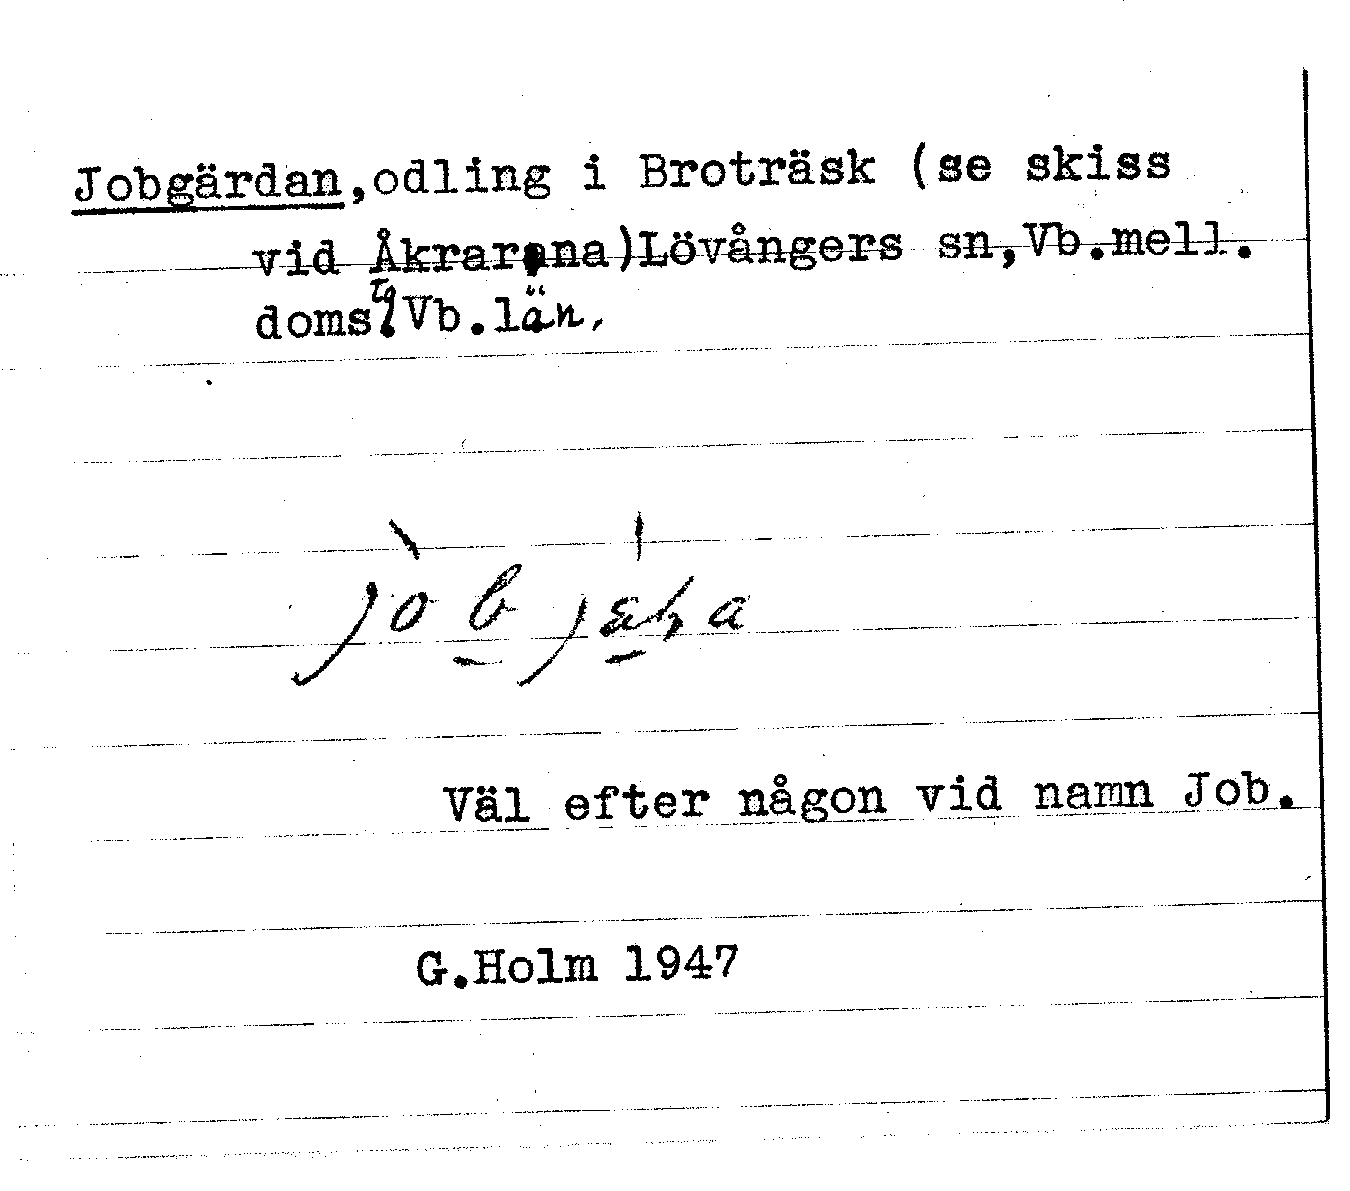 Jobgärdan,odling i Broträsk (se skiss
vid Åkrarna)Lövångers sn,Vb.mell.
doms tg Vb.län,
Väl efter någon vid namn Job.
G.Holm 1947